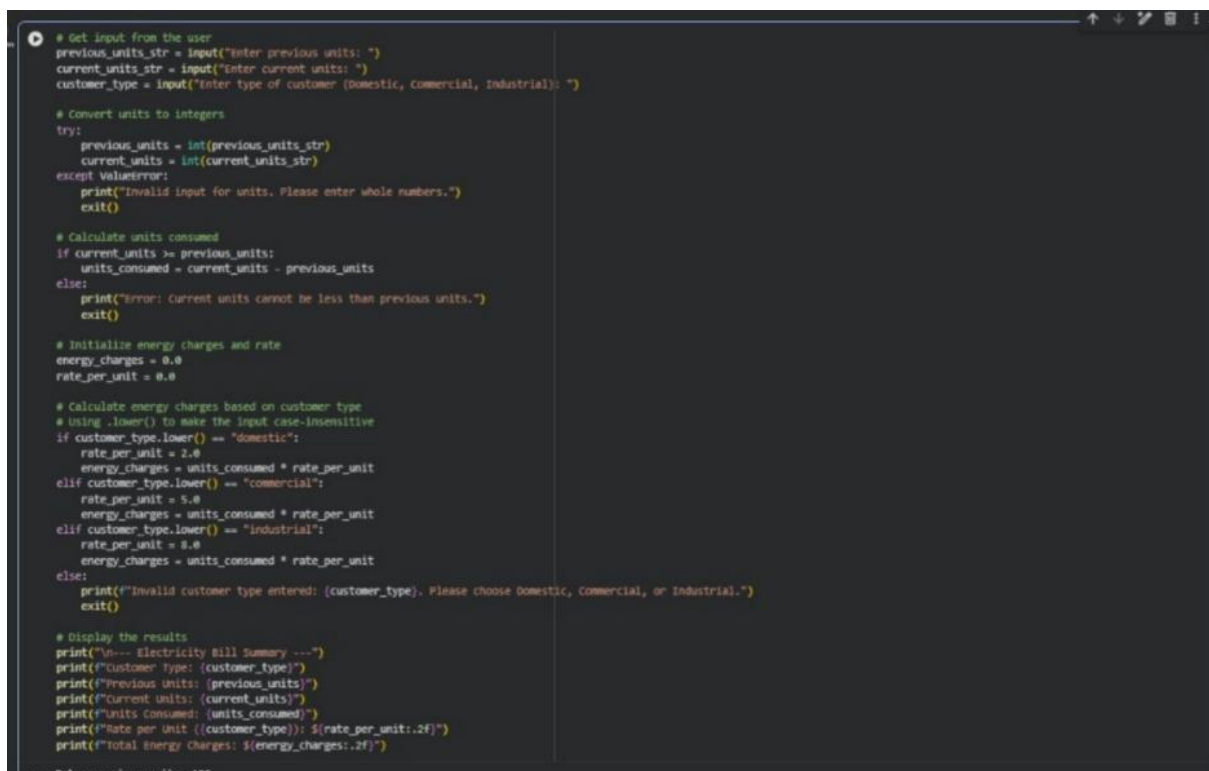 # Get input from the user
previous_units_str = input("Enter previous units: ")
current_units_str = input("Enter current units: ")
customer_type = input("Enter type of customer (Domestic, Commercial, Industrial): ")
# Convert units to integers
try:
previous_units = int(previous_units_str)
current_units = int(current_units_str)
except ValueError:
print("Invalid input for units. Please enter whole numbers.")
exit()
# Calculate units consumed
if current_units >= previous_units:
units_consumed = current_units - previous_units
else:
print("Error: Current units cannot be less than previous units.")
exit()
# Initialize energy charges and rate
energy_charges = 0.0
rate_per_unit = 0.0
# Calculate energy charges based on customer type
# Using .lower() to make the input case-insensitive
if customer_type.lower() == "domestic":
rate_per_unit = 2.0
energy_charges = units_consumed * rate_per_unit
elif customer_type.lower() == "commercial":
rate_per_unit = 5.0
energy_charges = units_consumed * rate_per_unit
elif customer_type.lower() == "industrial":
rate_per_unit = 8.0
energy_charges = units_consumed * rate_per_unit
else:
print(f"Invalid customer type entered: {customer_type}. Please choose Domestic, Commercial, or Industrial.")
exit()
# Display the results
print("\n--- Electricity Bill Summary ---")
print(f"Customer Type: {customer_type}")
print(f"Previous Units: {previous_units}")
print(f"Current Units: {current_units}")
print(f"Units Consumed: {units_consumed}")
print(f"Rate per Unit ({customer_type}): ${rate_per_unit:.2f}")
print(f"Total Energy Charges: ${energy_charges:.2f}")